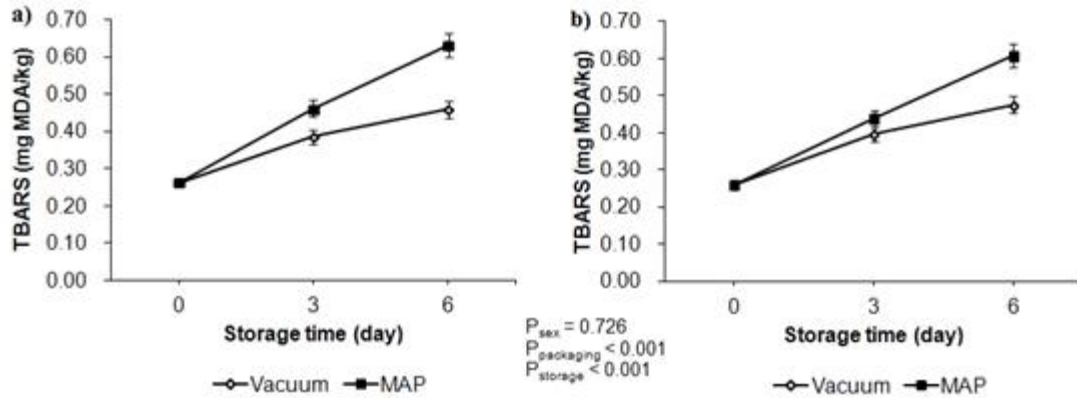 a)
TBARS (mg MDA/kg)
0.70
0.60
0.50
0.40
0.30
0.20
0.10
0.00
0 3 6
Storage time (day)
Vacuum MAP
P sex = 0.726
P packaging < 0.001
P storage < 0.001
b)
TBARS (mg MDA/kg)
0.70
0.60
0.50
0.40
0.30
0.20
0.10
0.00
0 3 6
Storage time (day)
Vacuum MAP